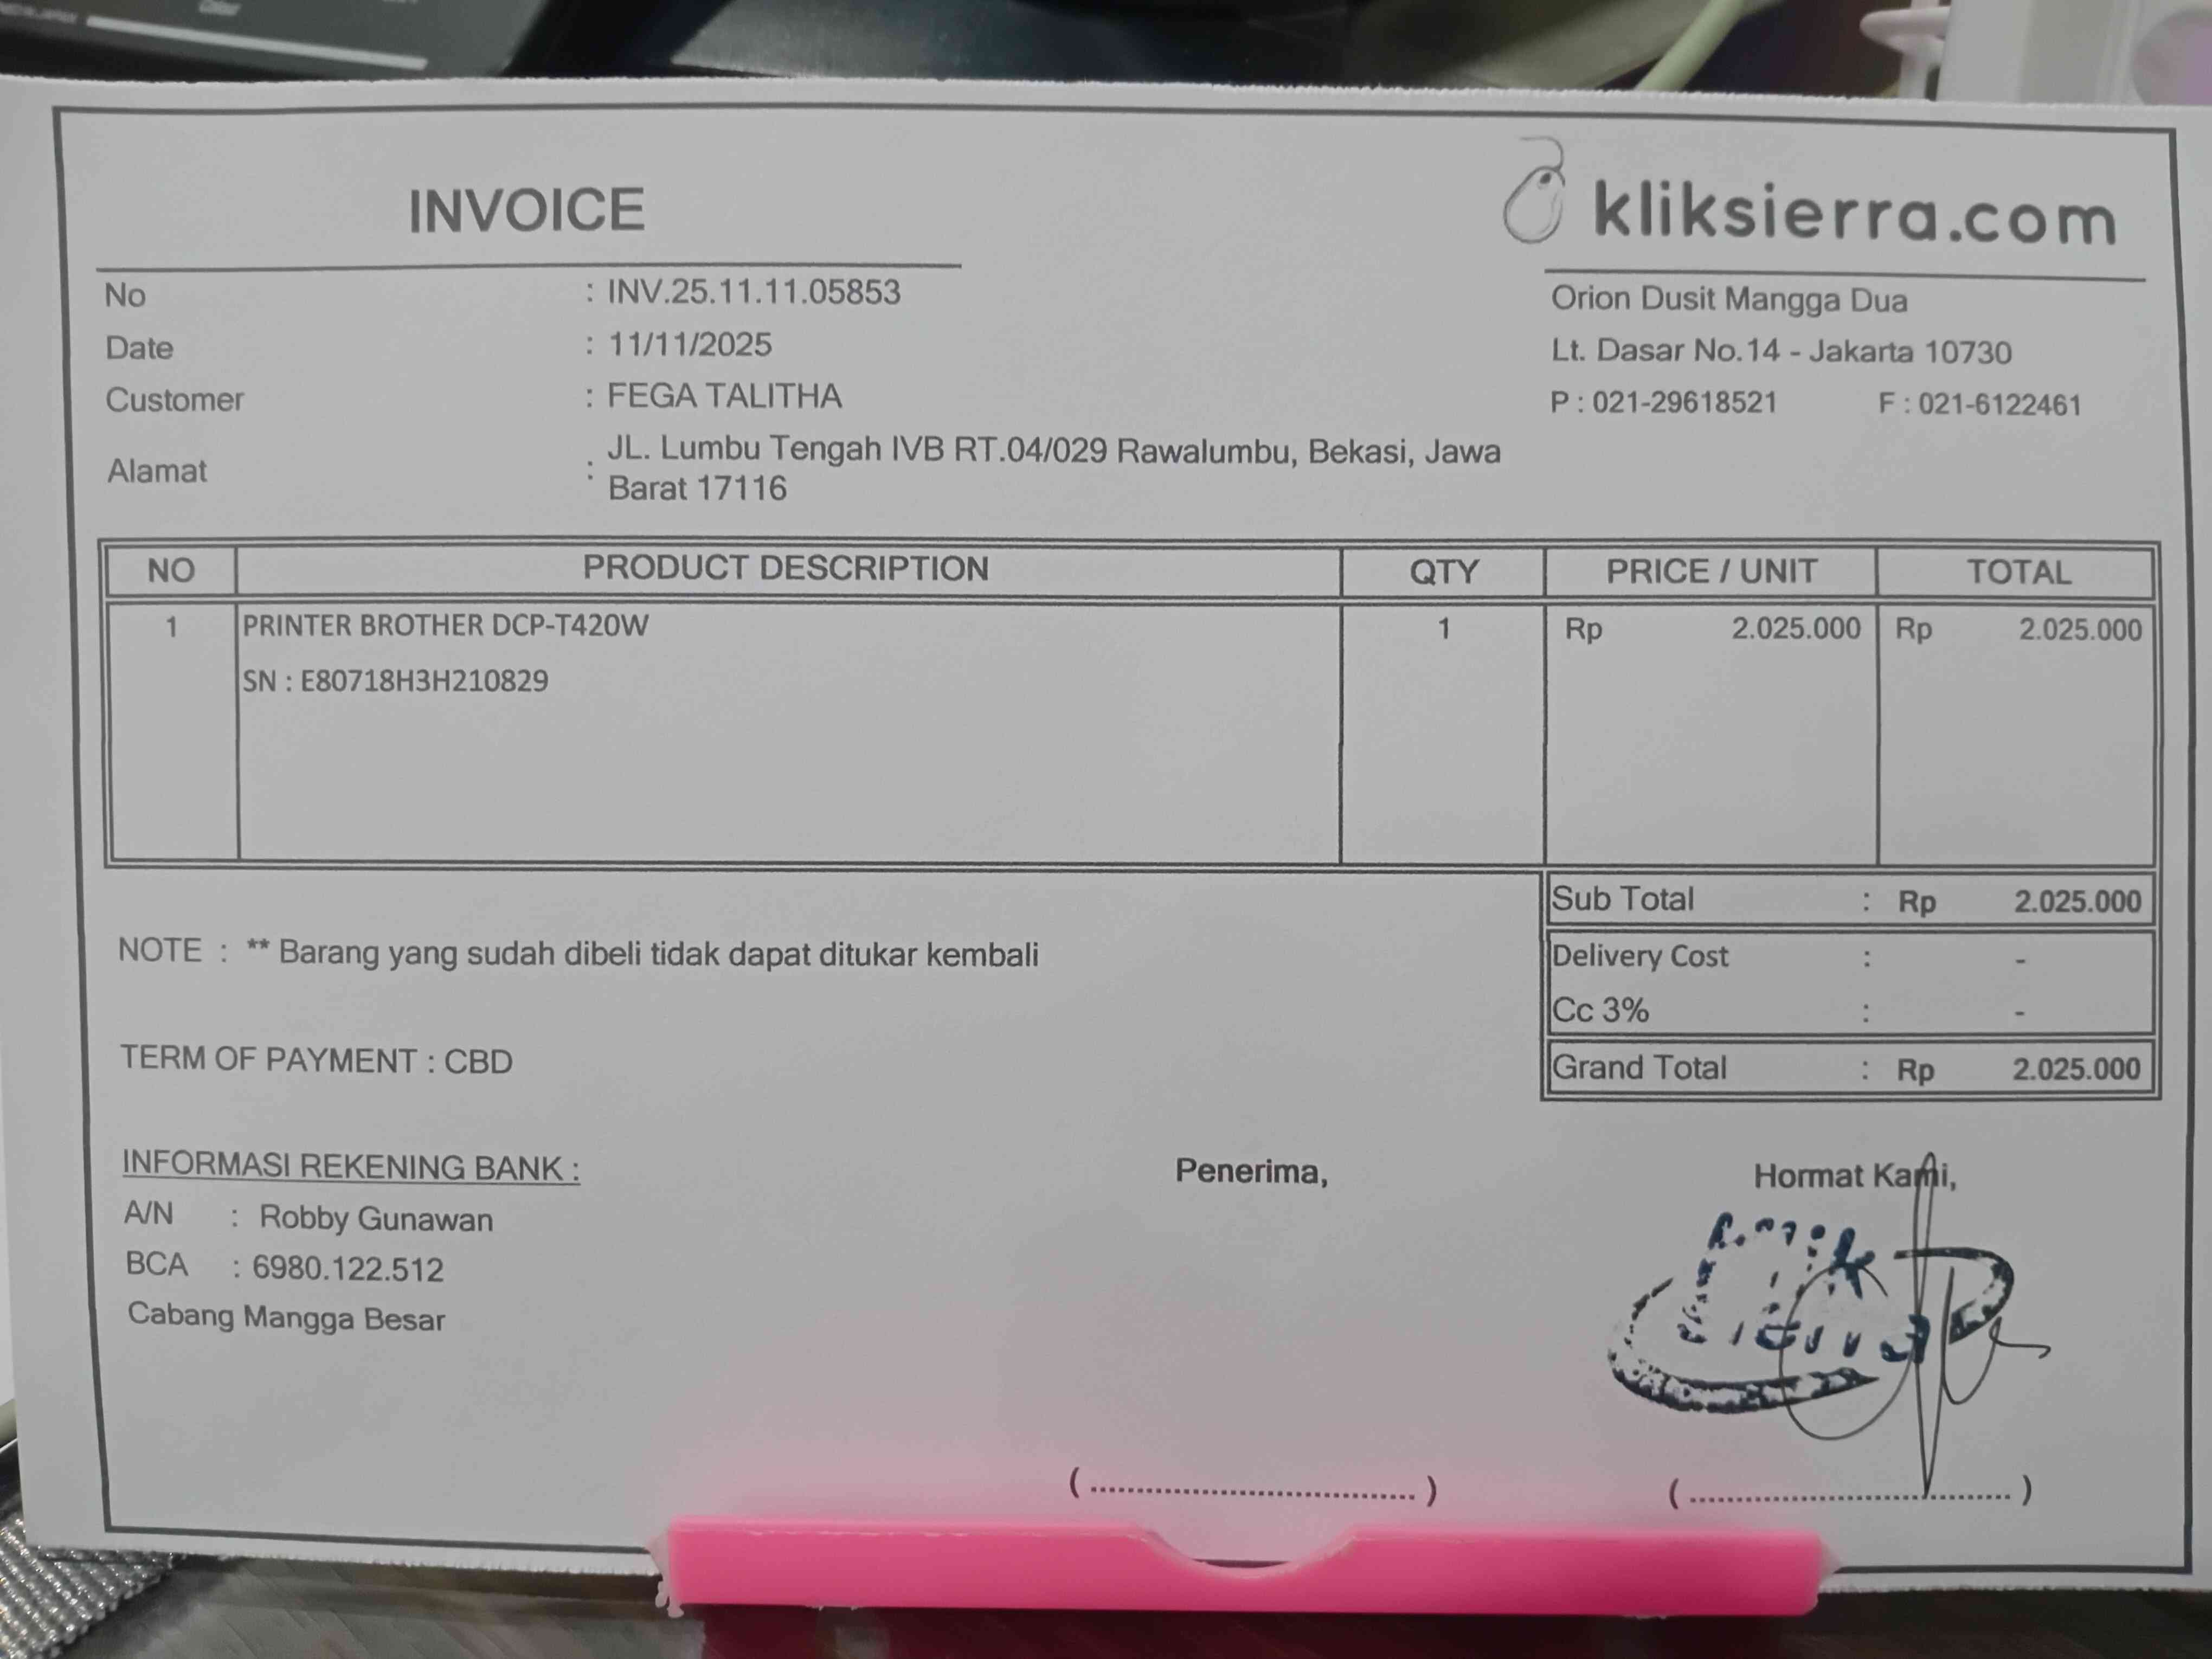 INVOICE
kliksierra.com
No : INV.25.11.11.05853
Date : 11/11/2025
Customer : FEGA TALITHA
Alamat : JL. Lumbu Tengah IVB RT.04/029 Rawalumbu, Bekasi, Jawa
Barat 17116
Orion Dusit Mangga Dua
Lt. Dasar No.14 - Jakarta 10730
P : 021-29618521 F : 021-6122461
NO PRODUCT DESCRIPTION QTY PRICE / UNIT TOTAL
1 PRINTER BROTHER DCP-T420W 1 Rp 2.025.000 Rp 2.025.000
SN : E80718H3H210829
Sub Total : Rp 2.025.000
NOTE : ** Barang yang sudah dibeli tidak dapat ditukar kembali
Delivery Cost : -
Cc 3% : -
TERM OF PAYMENT : CBD
Grand Total : Rp 2.025.000
INFORMASI REKENING BANK :
A/N : Robby Gunawan
BCA : 6980.122.512
Cabang Mangga Besar
Penerima,
Hormat Kami,
( ........................................ )
( ........................................ )